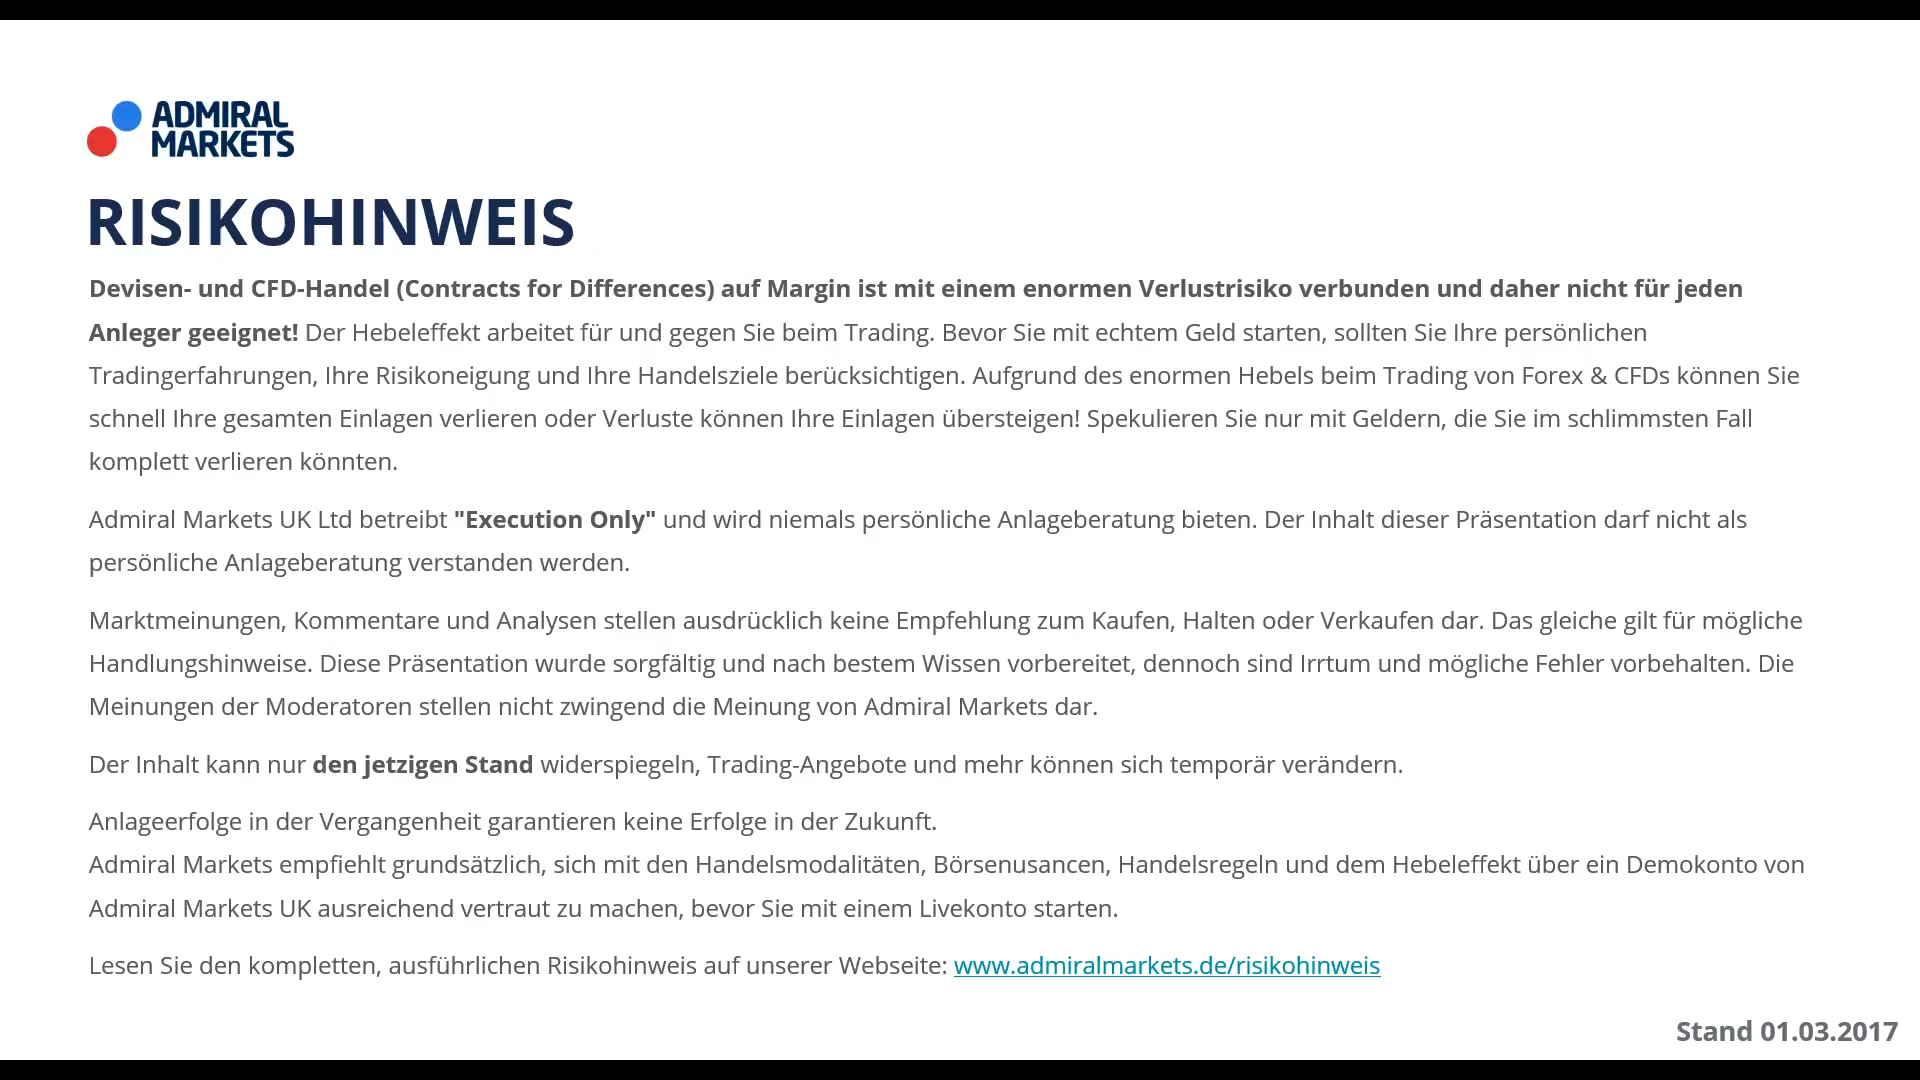 ADMIRAL
MARKETS
RISIKOHINWEIS
Devisen- und CFD-Handel (Contracts for Differences) auf Margin ist mit einem enormen Verlustrisiko verbunden und daher nicht für jeden
Anleger geeignet! Der Hebeleffekt arbeitet für und gegen Sie beim Trading. Bevor Sie mit echtem Geld starten, sollten Sie Ihre persönlichen
Tradingerfahrungen, Ihre Risikoneigung und Ihre Handelsziele berücksichtigen. Aufgrund des enormen Hebels beim Trading von Forex & CFDs können Sie
schnell Ihre gesamten Einlagen verlieren oder Verluste können Ihre Einlagen übersteigen! Spekulieren Sie nur mit Geldern, die Sie im schlimmsten Fall
komplett verlieren könnten.
Admiral Markets UK Ltd betreibt "Execution Only" und wird niemals persönliche Anlageberatung bieten. Der Inhalt dieser Präsentation darf nicht als
persönliche Anlageberatung verstanden werden.
Marktmeinungen, Kommentare und Analysen stellen ausdrücklich keine Empfehlung zum Kaufen, Halten oder Verkaufen dar. Das gleiche gilt für mögliche
Handlungshinweise. Diese Präsentation wurde sorgfältig und nach bestem Wissen vorbereitet, dennoch sind Irrtum und mögliche Fehler vorbehalten. Die
Meinungen der Moderatoren stellen nicht zwingend die Meinung von Admiral Markets dar.
Der Inhalt kann nur den jetzigen Stand widerspiegeln, Trading-Angebote und mehr können sich temporär verändern.
Anlageerfolge in der Vergangenheit garantieren keine Erfolge in der Zukunft.
Admiral Markets empfiehlt grundsätzlich, sich mit den Handelsmodalitäten, Börsenusancen, Handelsregeln und dem Hebeleffekt über ein Demokonto von
Admiral Markets UK ausreichend vertraut zu machen, bevor Sie mit einem Livekonto starten.
Lesen Sie den kompletten, ausführlichen Risikohinweis auf unserer Webseite: www.admiralmarkets.de/risikohinweis
Stand 01.03.2017